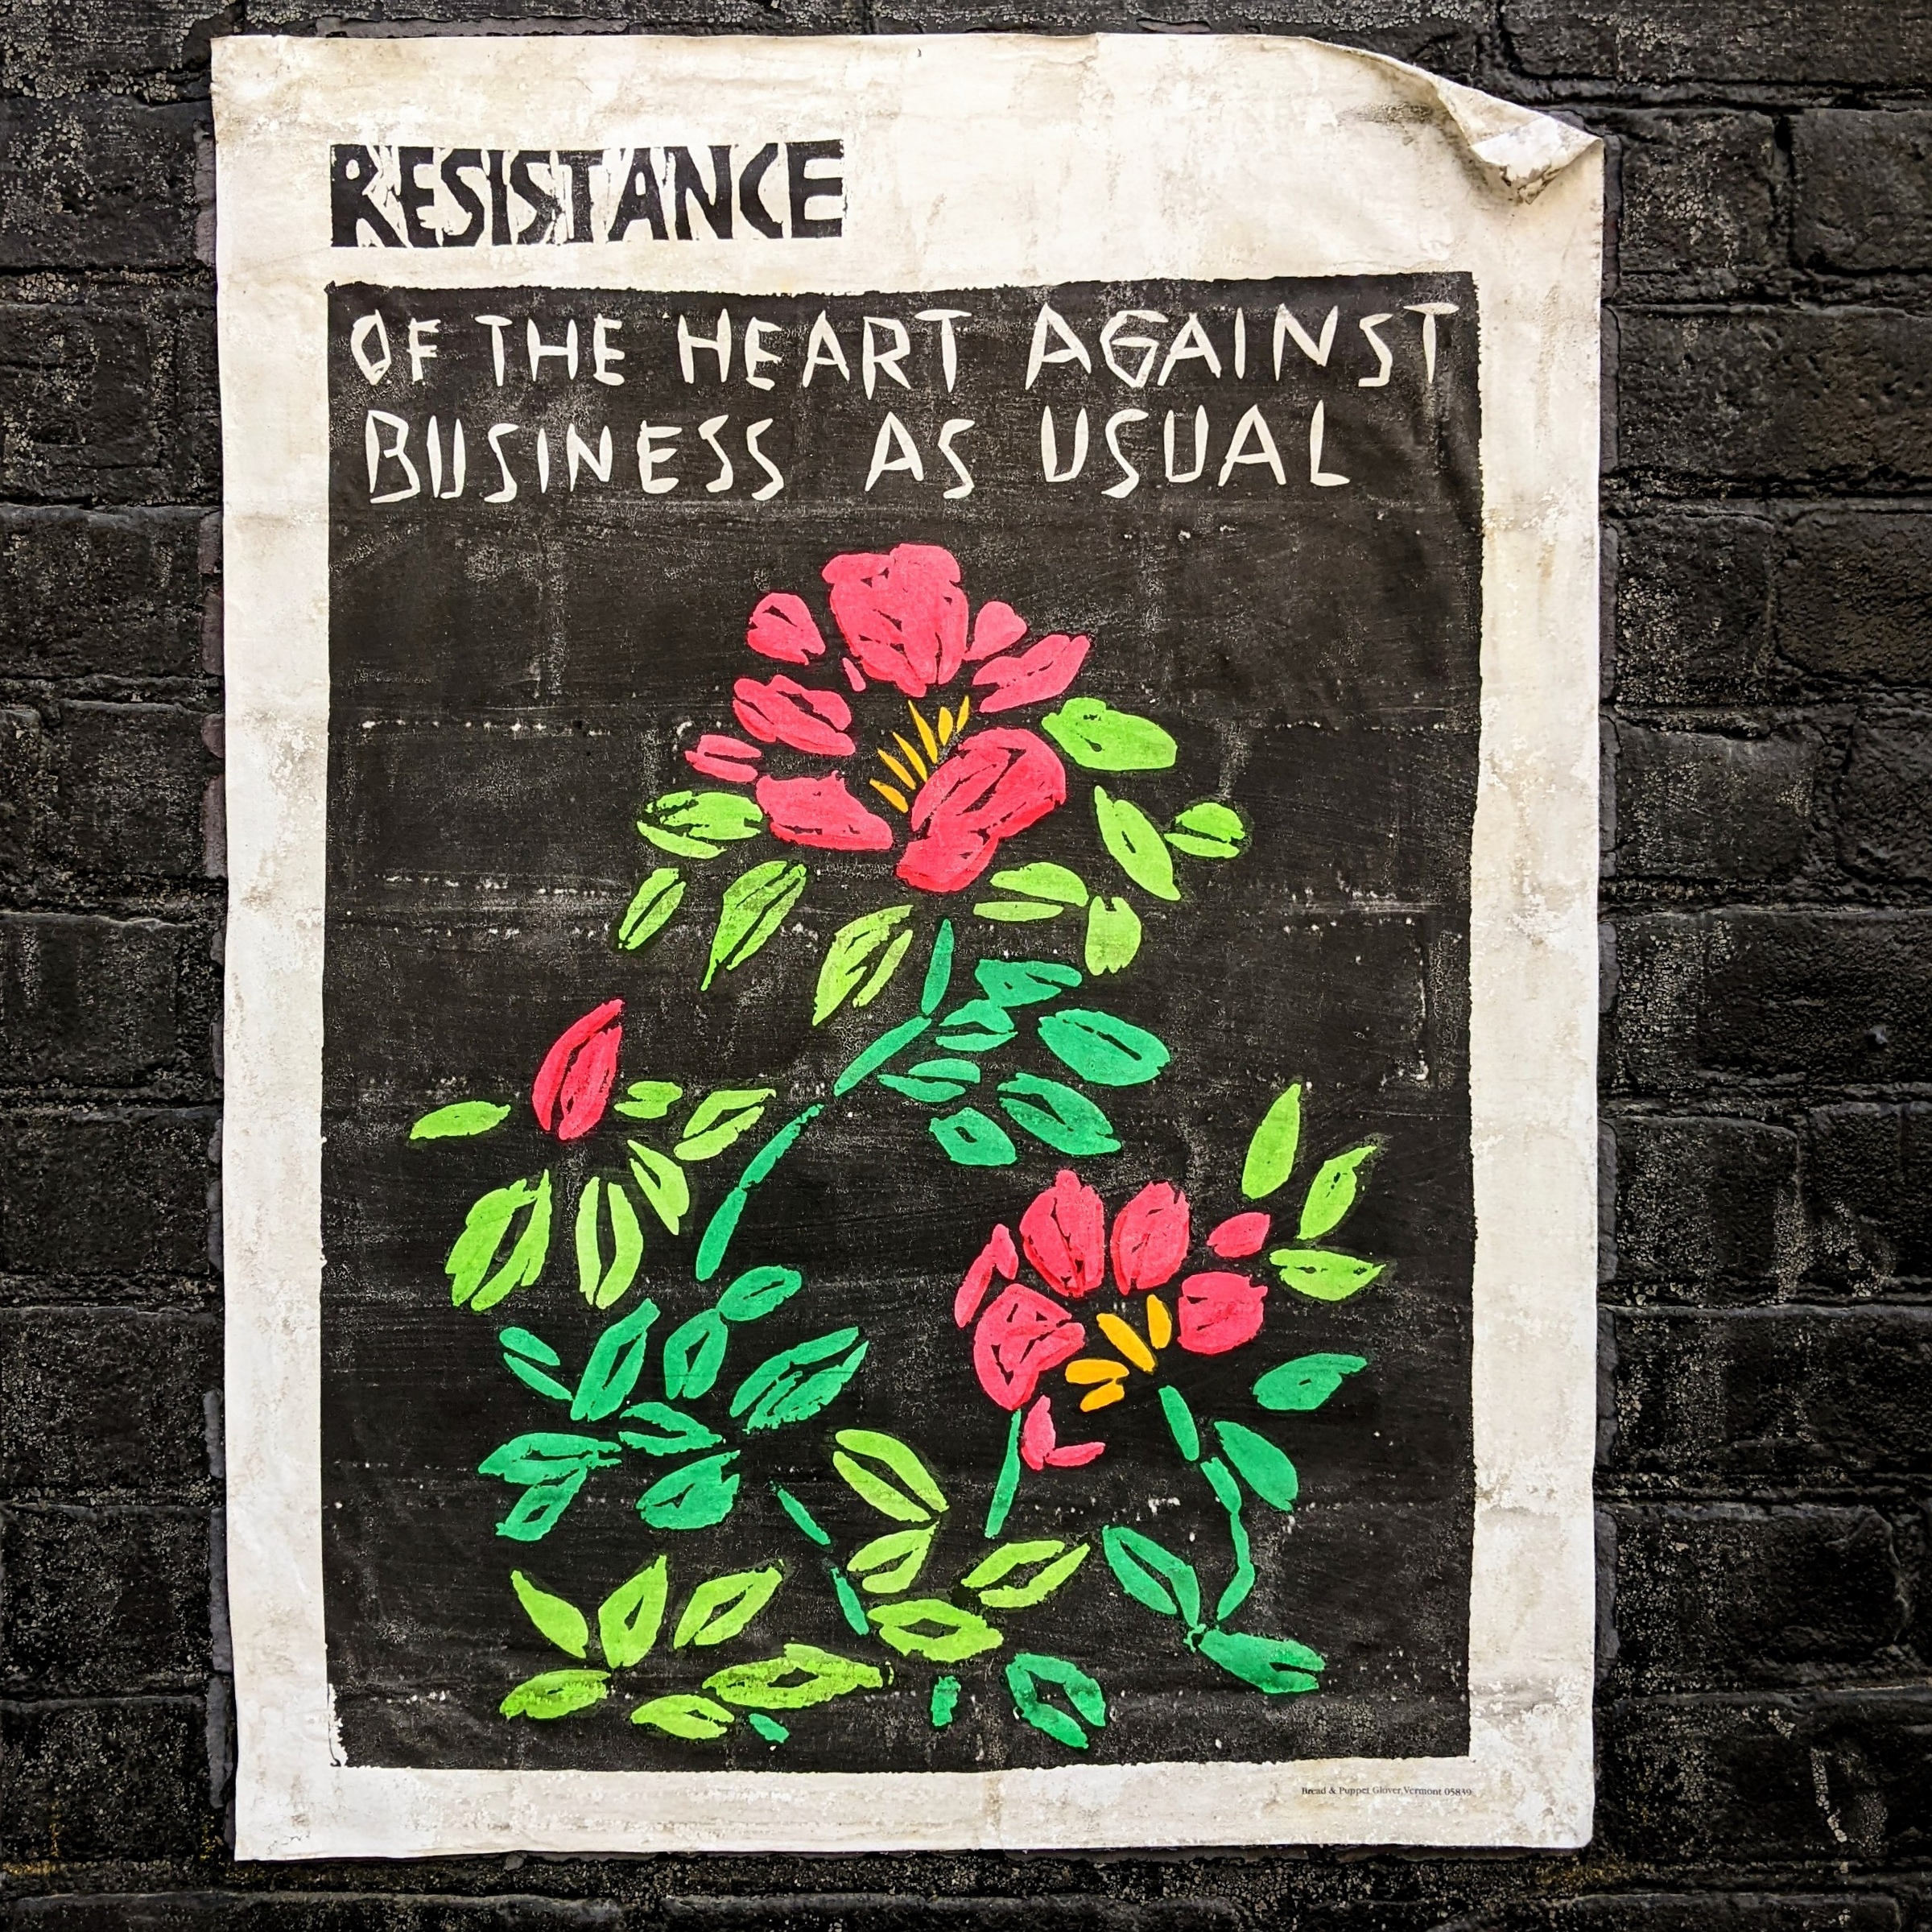 RESISTANCE
OF THE HEART AGAINST
BUSINESS AS USUAL
Bread & Puppet Glover, Vermont 05839